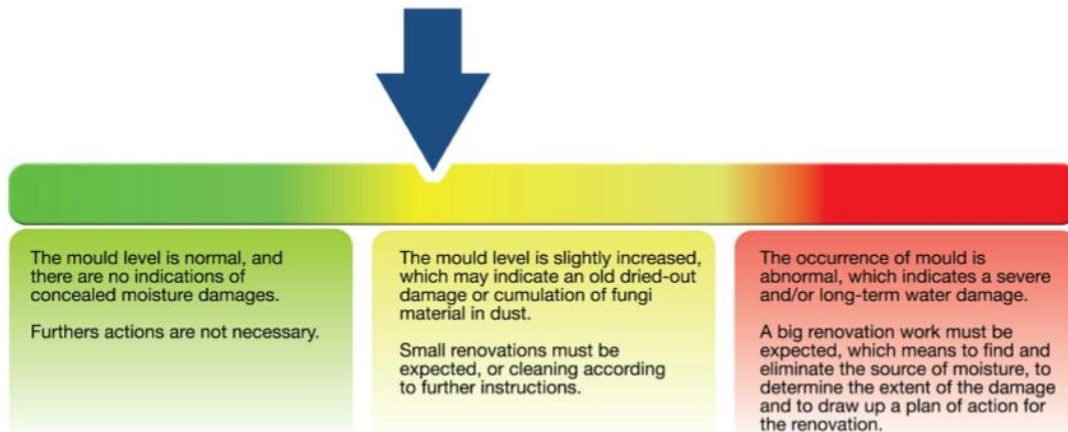 The mould level is normal, and
there are no indications of
concealed moisture damages.
Furthers actions are not necessary.
The mould level is slightly increased,
which may indicate an old dried-out
damage or cumulation of fungi
material in dust.
Small renovations must be
expected, or cleaning according
to further instructions.
The occurrence of mould is
abnormal, which indicates a severe
and/or long-term water damage.
A big renovation work must be
expected, which means to find and
eliminate the source of moisture, to
determine the extent of the damage
and to draw up a plan of action for
the renovation.